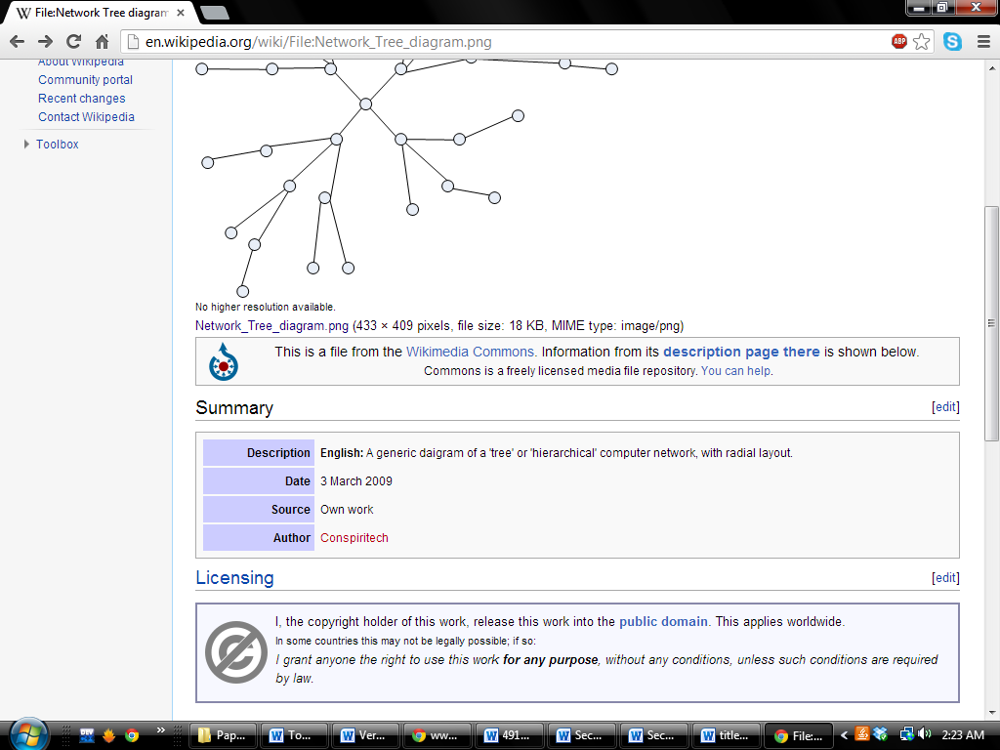 File:Network Tree diagram
en.wikipedia.org/wiki/File:Network_Tree_diagram.png
ABP
About Wikipedia
Community portal
Recent changes
Contact Wikipedia
Toolbox
No higher resolution available.
Network_Tree_diagram.png (433 × 409 pixels, file size: 18 KB, MIME type: image/png)
This is a file from the Wikimedia Commons. Information from its description page there is shown below.
Commons is a freely licensed media file repository. You can help.
Summary [edit]
Description English: A generic daigram of a 'tree' or 'hierarchical' computer network, with radial layout.
Date 3 March 2009
Source Own work
Author Conspiritech
Licensing [edit]
I, the copyright holder of this work, release this work into the public domain. This applies worldwide.
In some countries this may not be legally possible; if so:
I grant anyone the right to use this work for any purpose, without any conditions, unless such conditions are required
by law.
Pap... To... Ver... ww... 491... Sec... Sec... title... File:... 2:23 AM